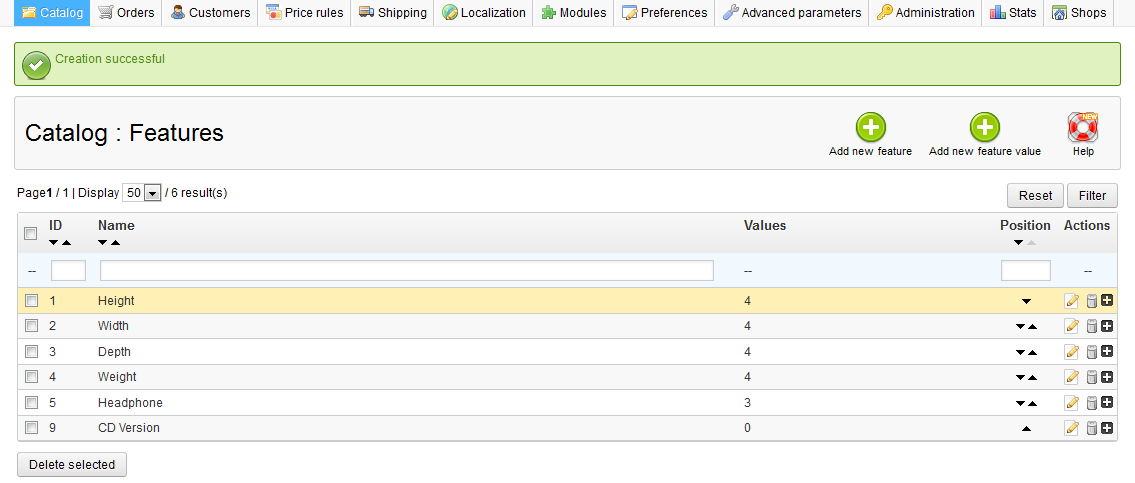 Catalog Orders Customers Price rules Shipping Localization Modules Preferences Advanced parameters Administration Stats Shops
Creation successful
Catalog : Features
Add new feature Add new feature value NEW Help
Page1 / 1 | Display 50 / 6 result(s)
Reset Filter
ID Name Values Position Actions
-- -- --
1 Height 4
2 Width 4
3 Depth 4
4 Weight 4
5 Headphone 3
9 CD Version 0
Delete selected